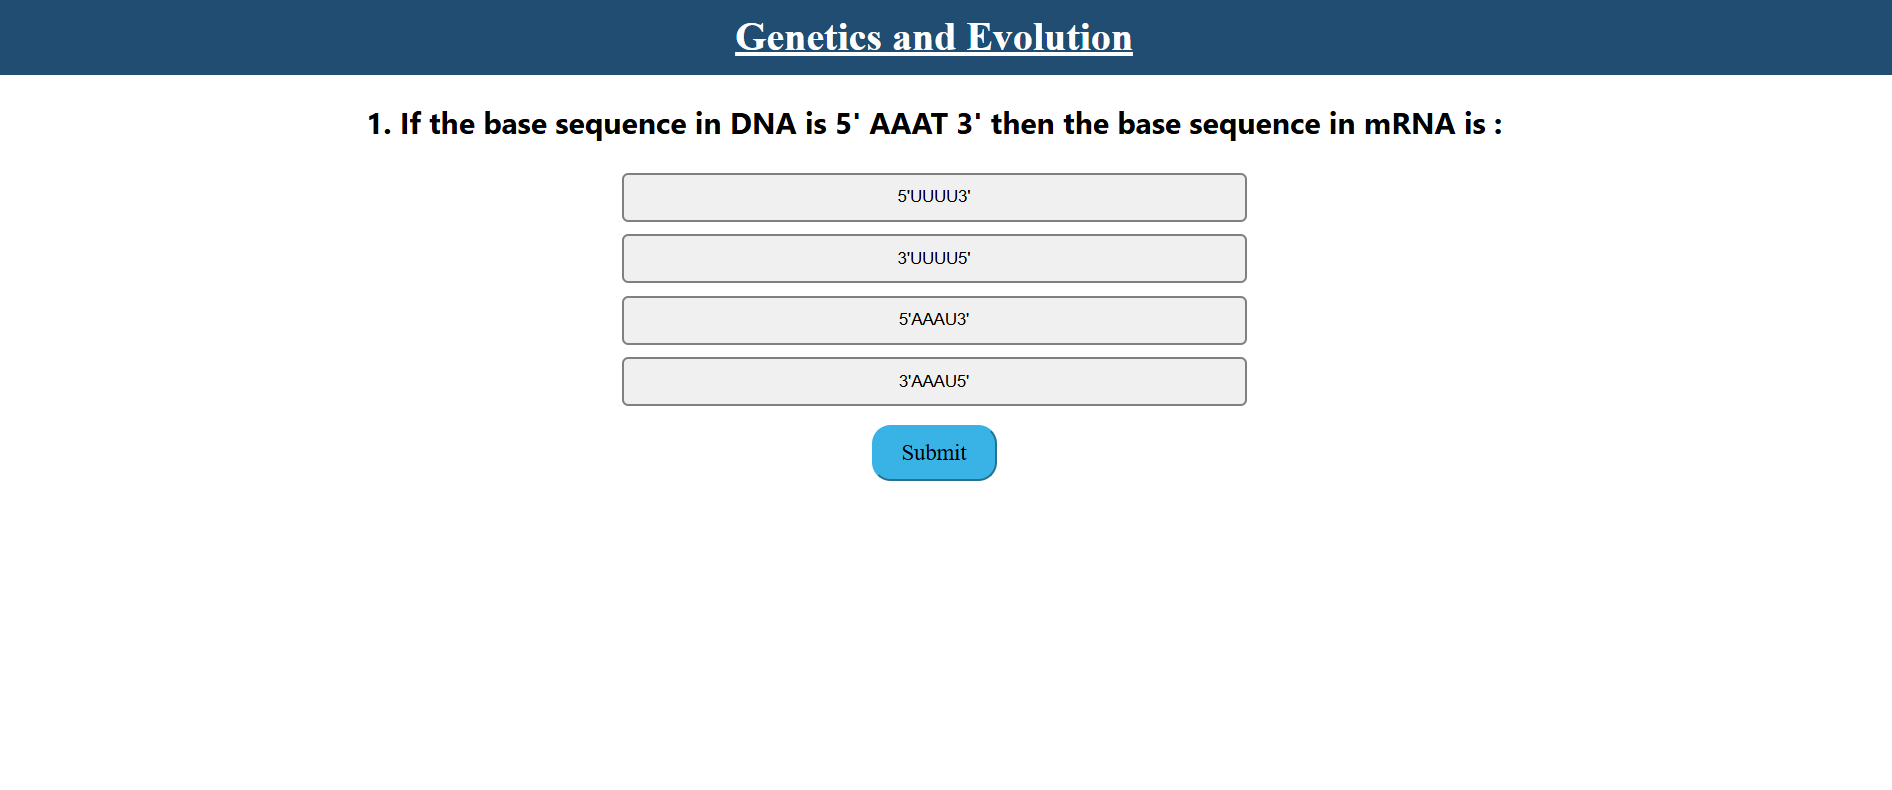 Genetics and Evolution
1. If the base sequence in DNA is 5' AAAT 3' then the base sequence in mRNA is :
5'UUUU3'
3'UUUU5'
5'AAAU3'
3'AAAU5'
Submit